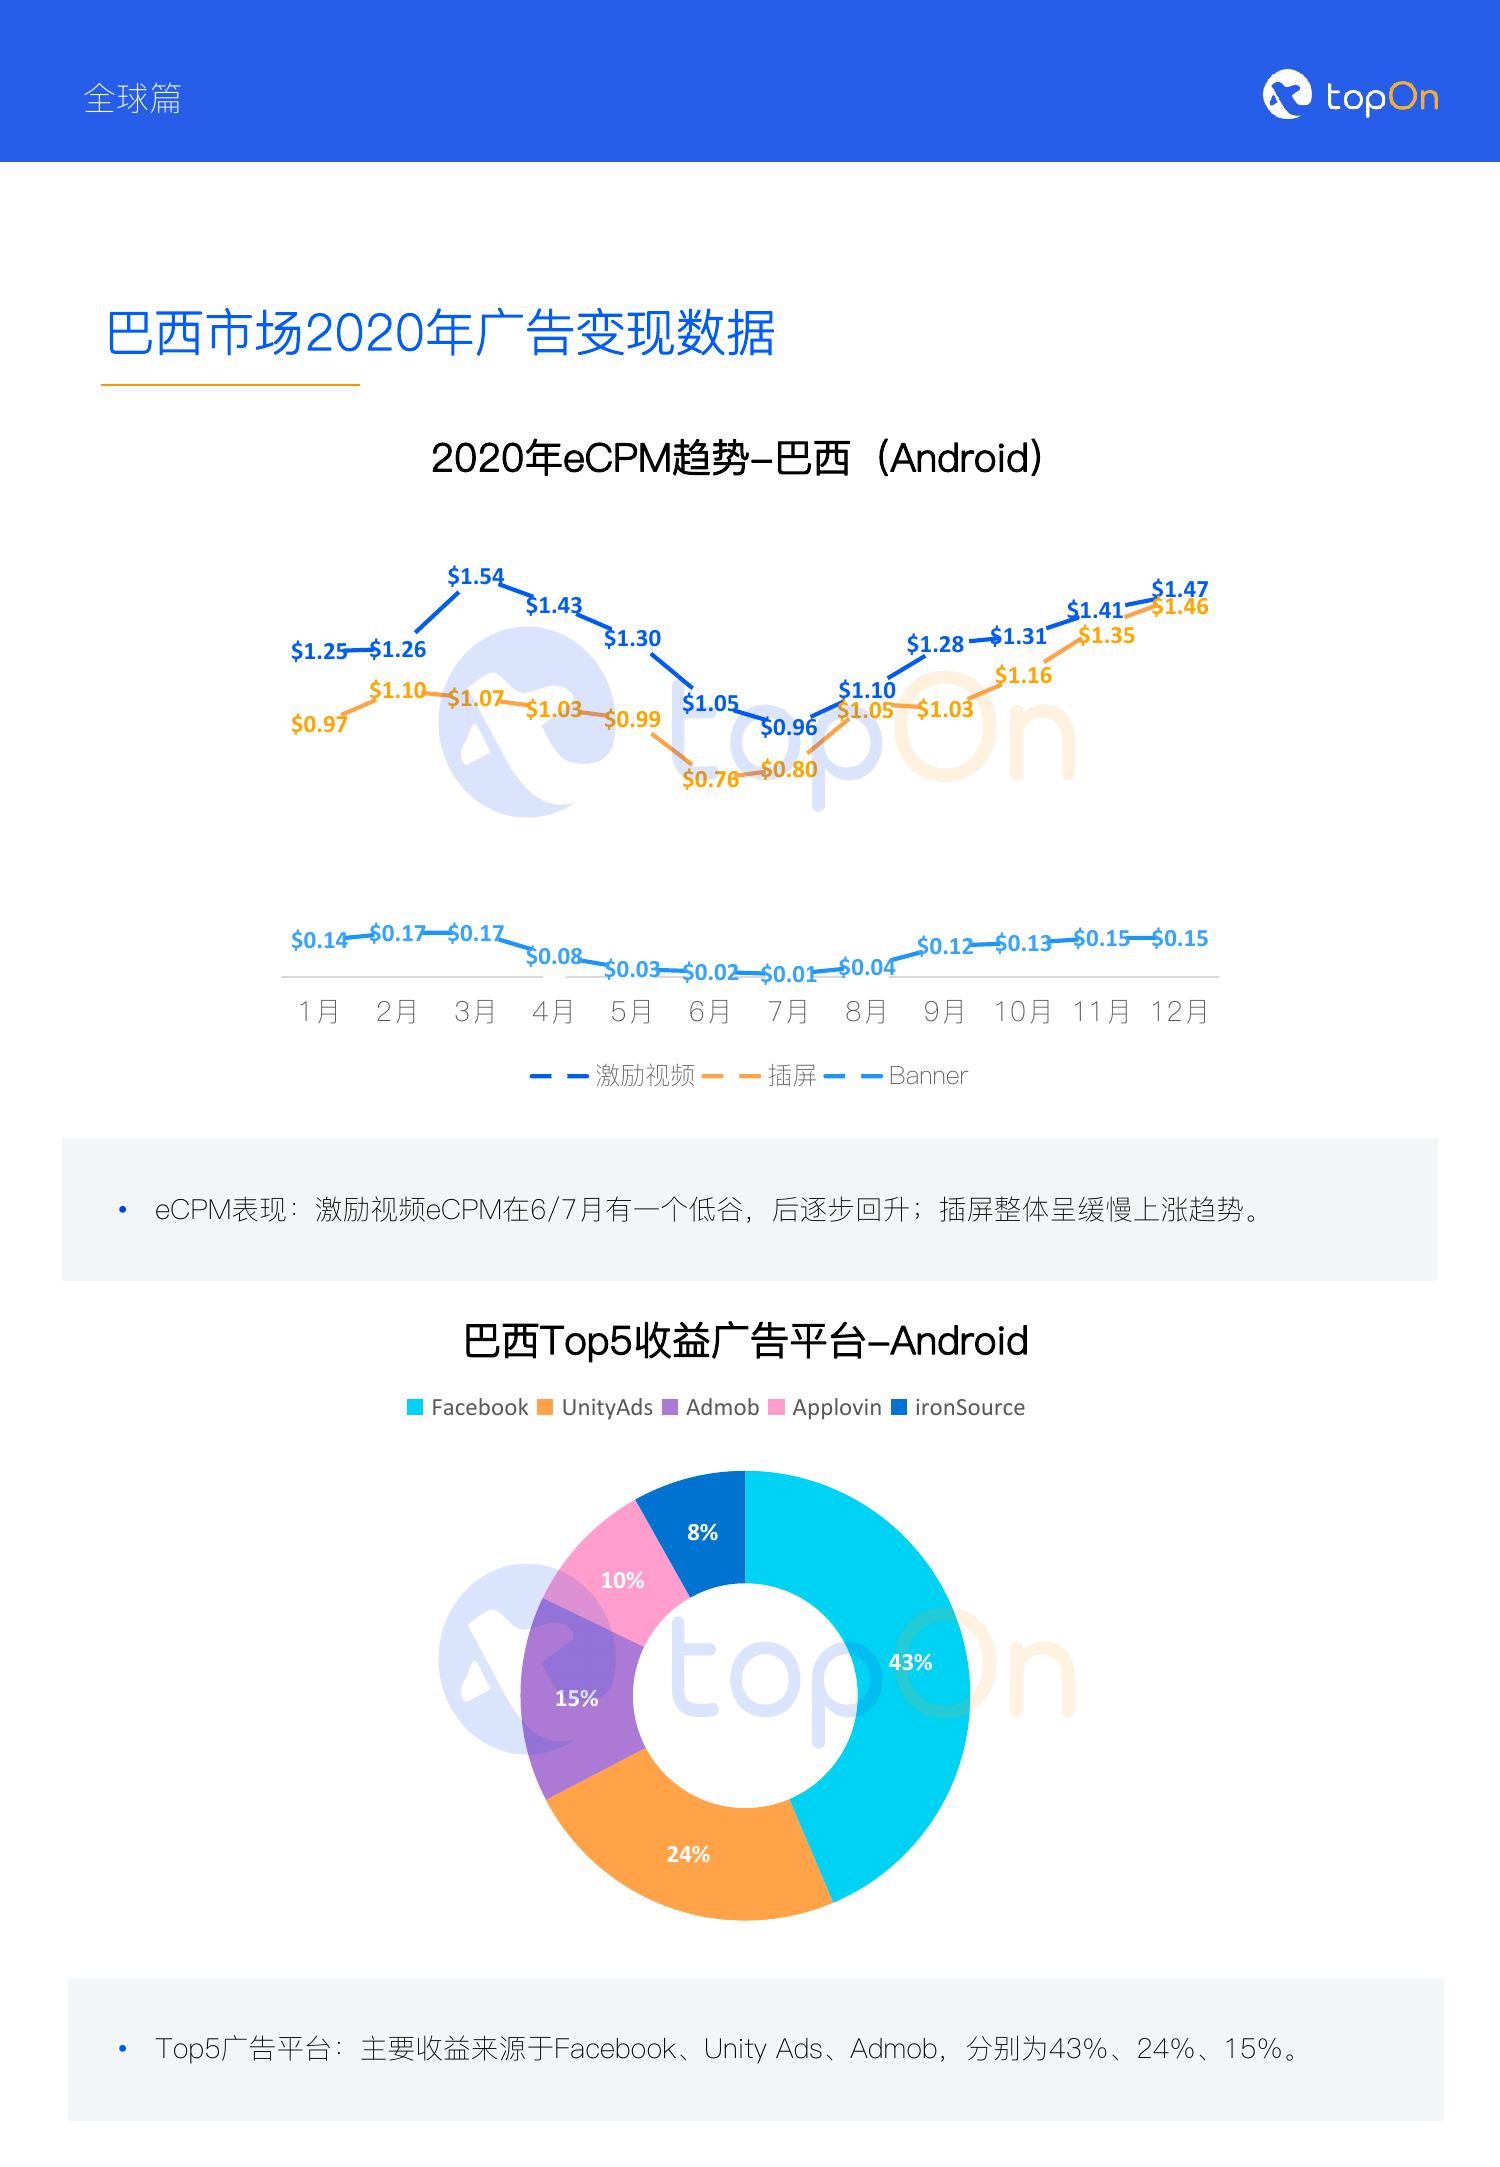 全球篇
topOn
巴西市场2020年广告变现数据
2020年eCPM趋势-巴西（Android）
$1.25 $1.26 $1.54 $1.43 $1.30 $1.05 $0.96 $1.10 $1.28 $1.31 $1.41 $1.47
$0.97 $1.10 $1.07 $1.03 $0.99 $0.76 $0.80 $1.05 $1.03 $1.16 $1.35 $1.46
topOn
$0.14 $0.17 $0.17 $0.08 $0.03 $0.02 $0.01 $0.04 $0.12 $0.13 $0.15 $0.15
1月 2月 3月 4月 5月 6月 7月 8月 9月 10月 11月 12月
激励视频 插屏 Banner
• eCPM表现：激励视频eCPM在6/7月有一个低谷，后逐步回升；插屏整体呈缓慢上涨趋势。
巴西Top5收益广告平台-Android
Facebook UnityAds Admob Applovin ironSource
8%
10%
43%
topOn
15%
24%
• Top5广告平台：主要收益来源于Facebook、Unity Ads、Admob，分别为43%、24%、15%。